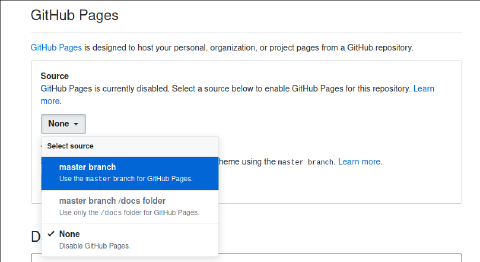 GitHub Pages
GitHub Pages is designed to host your personal, organization, or project pages from a GitHub repository.
Source
GitHub Pages is currently disabled. Select a source below to enable GitHub Pages for this repository. Learn
more.
None
Select source
master branch
Use the master branch for GitHub Pages.
heme using the master branch. Learn more.
master branch /docs folder
Use only the /docs folder for GitHub Pages.
None
Disable GitHub Pages.
D